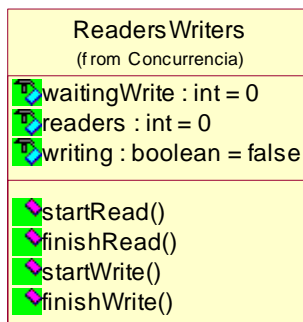 ReadersWriters
(from Concurrencia)
waitingWrite : int = 0
readers : int = 0
writing : boolean = false
startRead()
finishRead()
startWrite()
finishWrite()